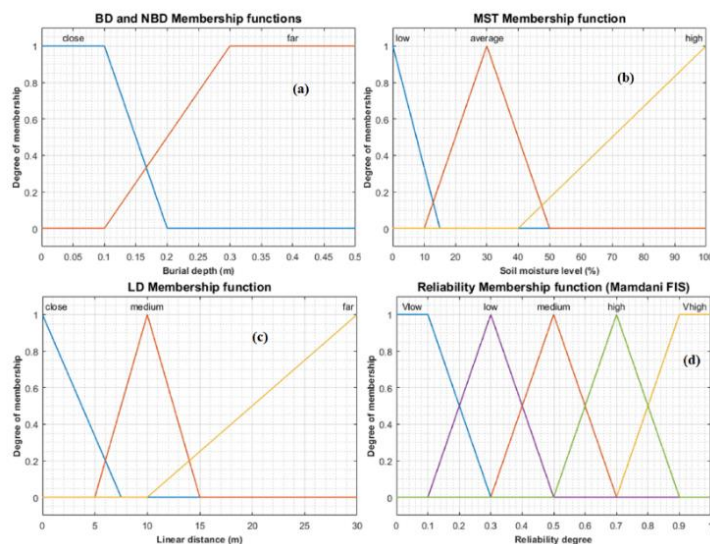 BD and NBD Membership functions
close
far
(a)
Degree of membership
1
0.8
0.6
0.4
0.2
0
0 0.05 0.1 0.15 0.2 0.25 0.3 0.35 0.4 0.45 0.5
Burial depth (m)
MST Membership function
low
average
high
(b)
Degree of membership
1
0.8
0.6
0.4
0.2
0
0 10 20 30 40 50 60 70 80 90 100
Soil moisture level (%)
LD Membership function
close
medium
far
(c)
Degree of membership
1
0.8
0.6
0.4
0.2
0
0 5 10 15 20 25 30
Linear distance (m)
Reliability Membership function (Mamdani FIS)
Vlow
low
medium
high
Vhigh
(d)
Degree of membership
1
0.8
0.6
0.4
0.2
0
0 0.1 0.2 0.3 0.4 0.5 0.6 0.7 0.8 0.9 1
Reliability degree